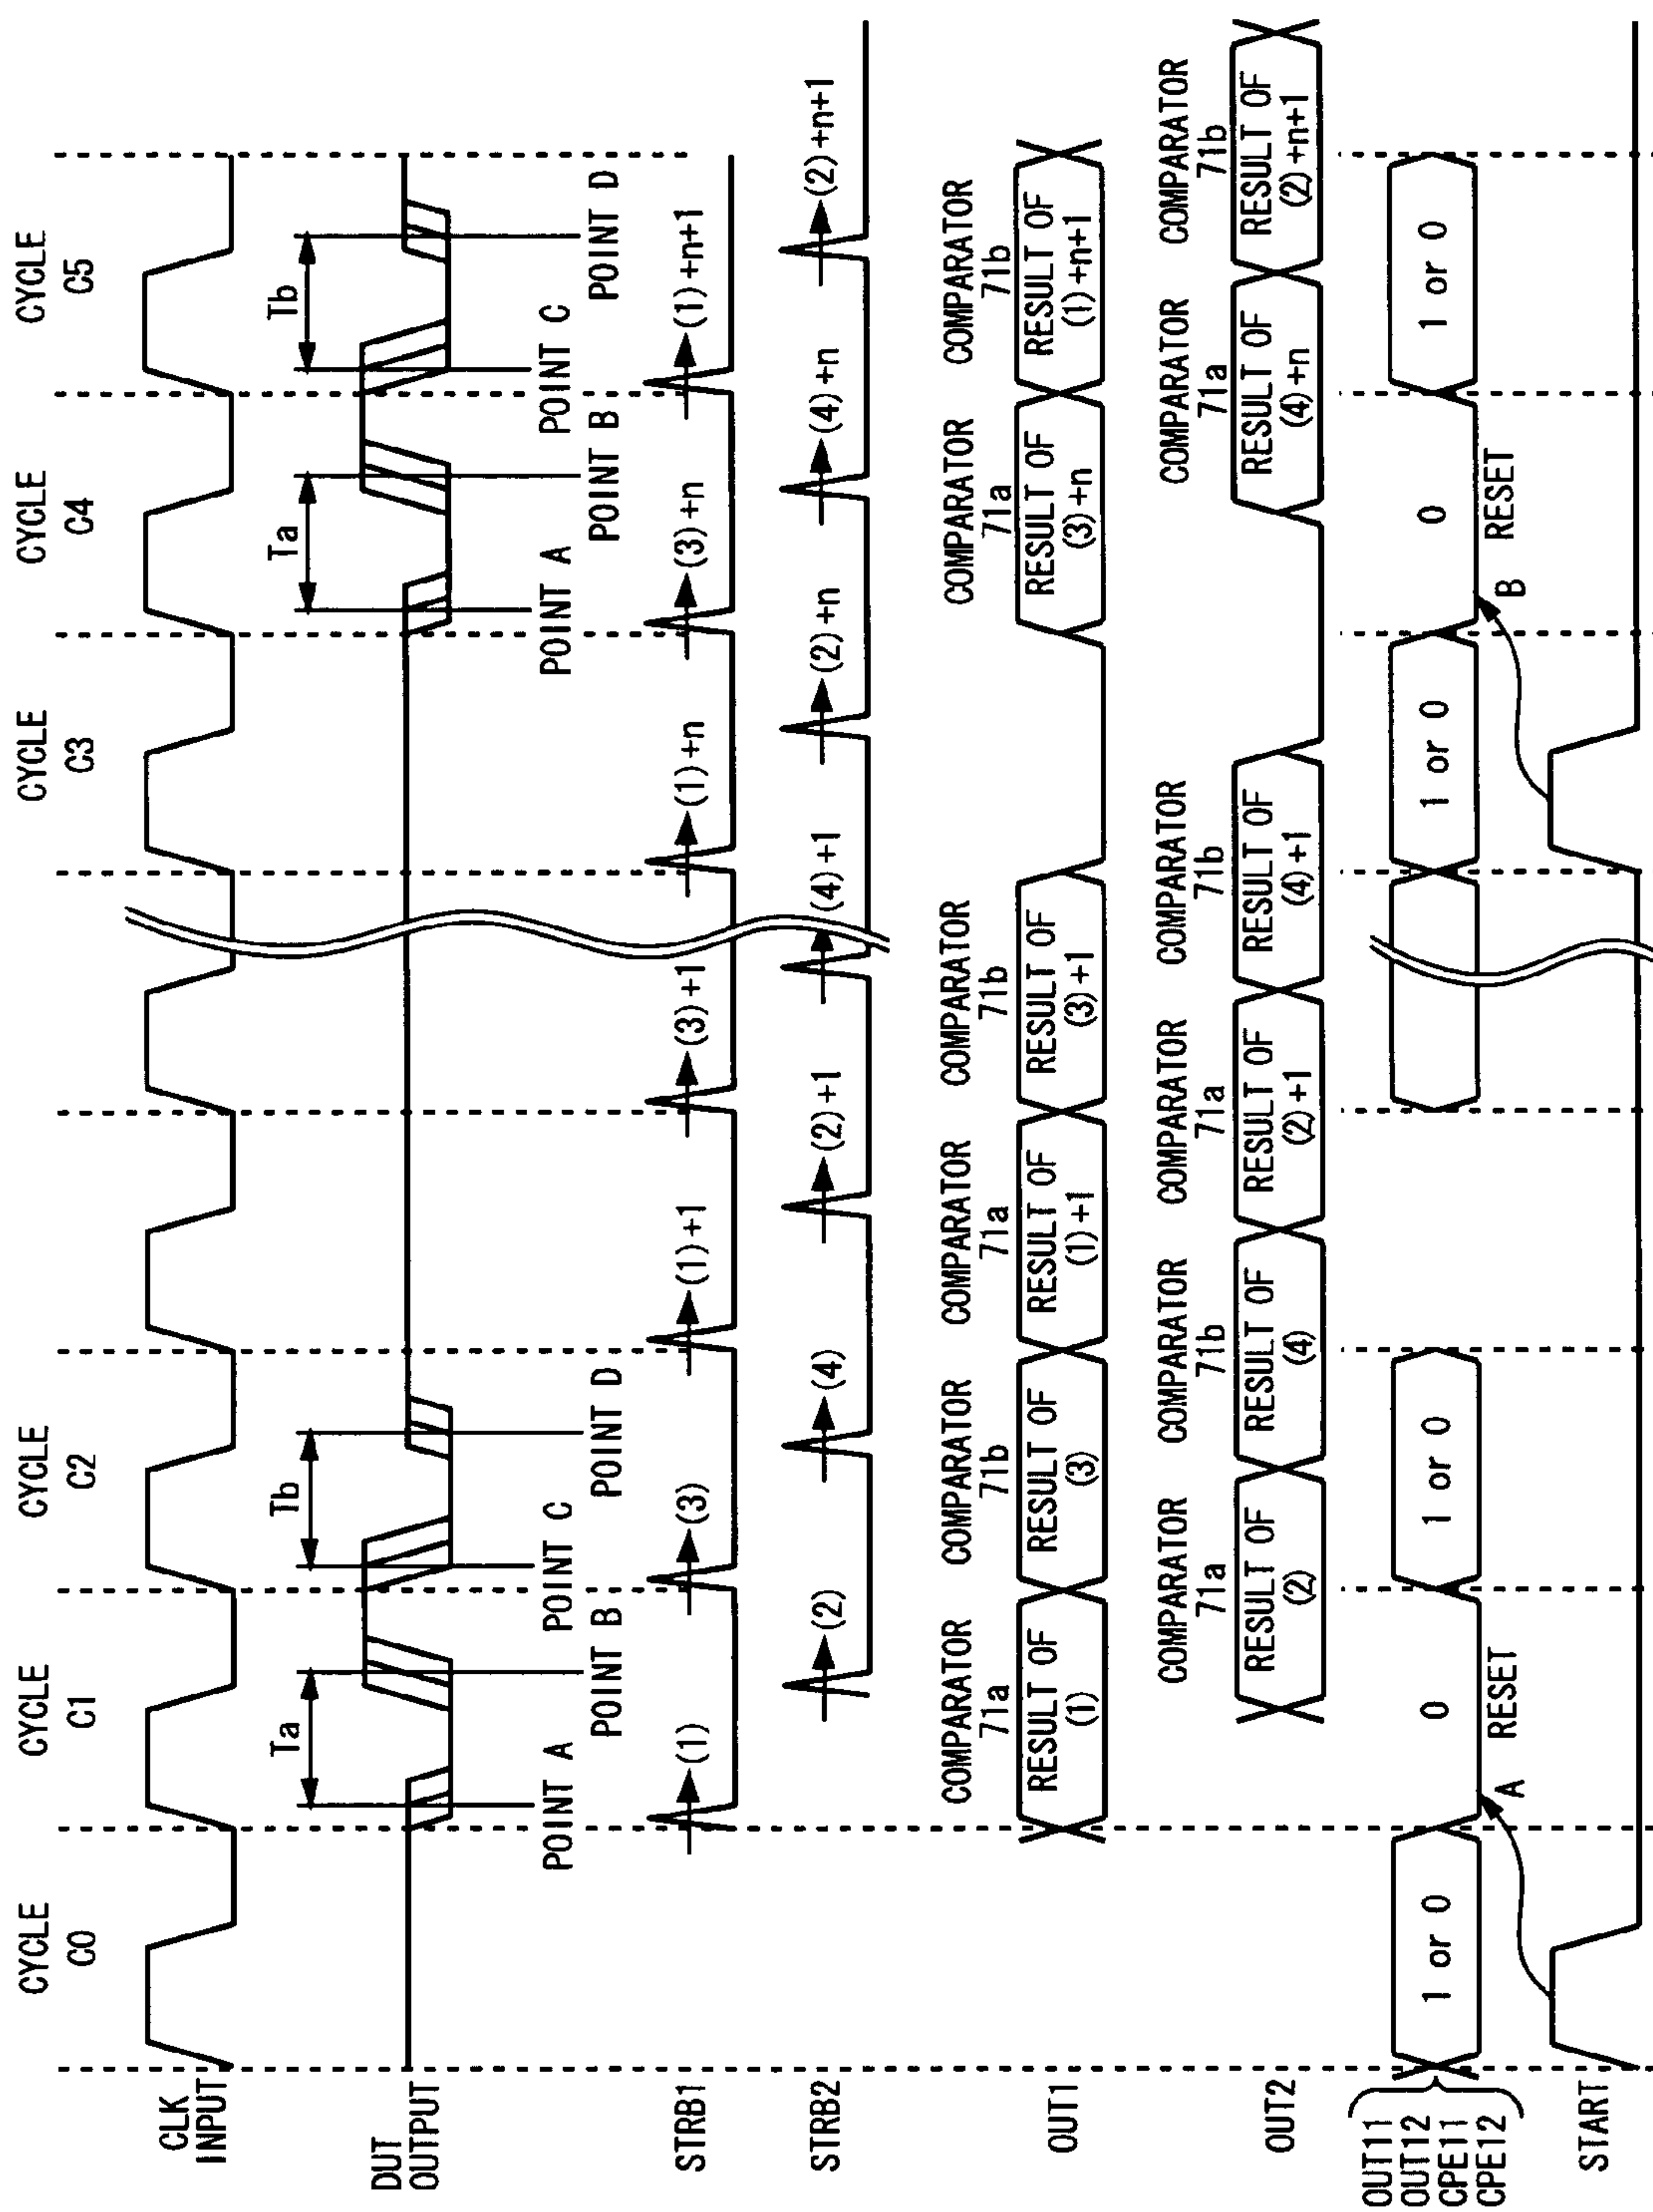 CYCLE
C0
CYCLE
C1
CYCLE
C2
CYCLE
C3
CYCLE
C4
CYCLE
C5
CLK
INPUT
DUT
OUTPUT
Ta
Tb
Ta
Tb
POINT A
POINT B
POINT C
POINT D
POINT A
POINT B
POINT C
POINT D
STRB1
(1)
(3)
(1)+1
(3)+1
(1)+n
(3)+n
(1)+n+1
STRB2
(2)
(4)
(2)+1
(4)+1
(2)+n
(4)+n
(2)+n+1
OUT1
COMPARATOR
71a
RESULT OF
(1)
COMPARATOR
71b
RESULT OF
(3)
COMPARATOR
71a
RESULT OF
(1)+1
COMPARATOR
71b
RESULT OF
(3)+1
COMPARATOR
71a
RESULT OF
(3)+n
COMPARATOR
71b
RESULT OF
(1)+n+1
OUT2
COMPARATOR
71a
RESULT OF
(2)
COMPARATOR
71b
RESULT OF
(4)
COMPARATOR
71a
RESULT OF
(2)+1
COMPARATOR
71b
RESULT OF
(4)+1
COMPARATOR
71a
RESULT OF
(4)+n
COMPARATOR
71b
RESULT OF
(2)+n+1
OUT11
OUT12
CPE11
CPE12
1 or 0
0
1 or 0
1 or 0
0
1 or 0
A
RESET
B
RESET
START